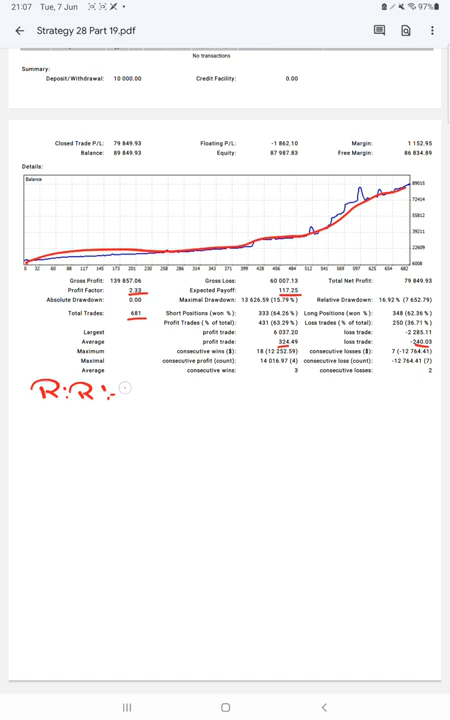 21:07 Tue, 7 Jun 97%
Strategy 28 Part 19.pdf
No transactions
Summary:
Deposit/Withdrawal: 10 000.00 Credit Facility: 0.00
Closed Trade P/L: 79 849.93 Floating P/L: -1 862.10 Margin: 1 152.95
Balance: 89 849.93 Equity: 87 987.83 Free Margin: 86 834.89
Details:
Balance
89015
72414
55812
39211
22609
6008
0 32 62 90 117 145 173 201 230 258 286 314 343 371 399 428 456 484 512 541 569 597 625 654 682
Gross Profit: 139 857.06 Gross Loss: 60 007.13 Total Net Profit: 79 849.93
Profit Factor: 2.33 Expected Payoff: 117.25
Absolute Drawdown: 0.00 Maximal Drawdown: 13 626.59 (15.79%) Relative Drawdown: 16.92% (7 652.79)
Total Trades: 681 Short Positions (won %): 333 (64.26%) Long Positions (won %): 348 (62.36%)
Profit Trades (% of total): 431 (63.29%) Loss trades (% of total): 250 (36.71%)
Largest profit trade: 6 037.20 loss trade: -2 285.11
Average profit trade: 324.49 loss trade: -240.03
Maximum consecutive wins ($): 18 (12 252.59) consecutive losses ($): 7 (-12 764.41)
Maximal consecutive profit (count): 14 016.97 (4) consecutive loss (count): -12 764.41 (7)
Average consecutive wins: 3 consecutive losses: 2
R:R :-